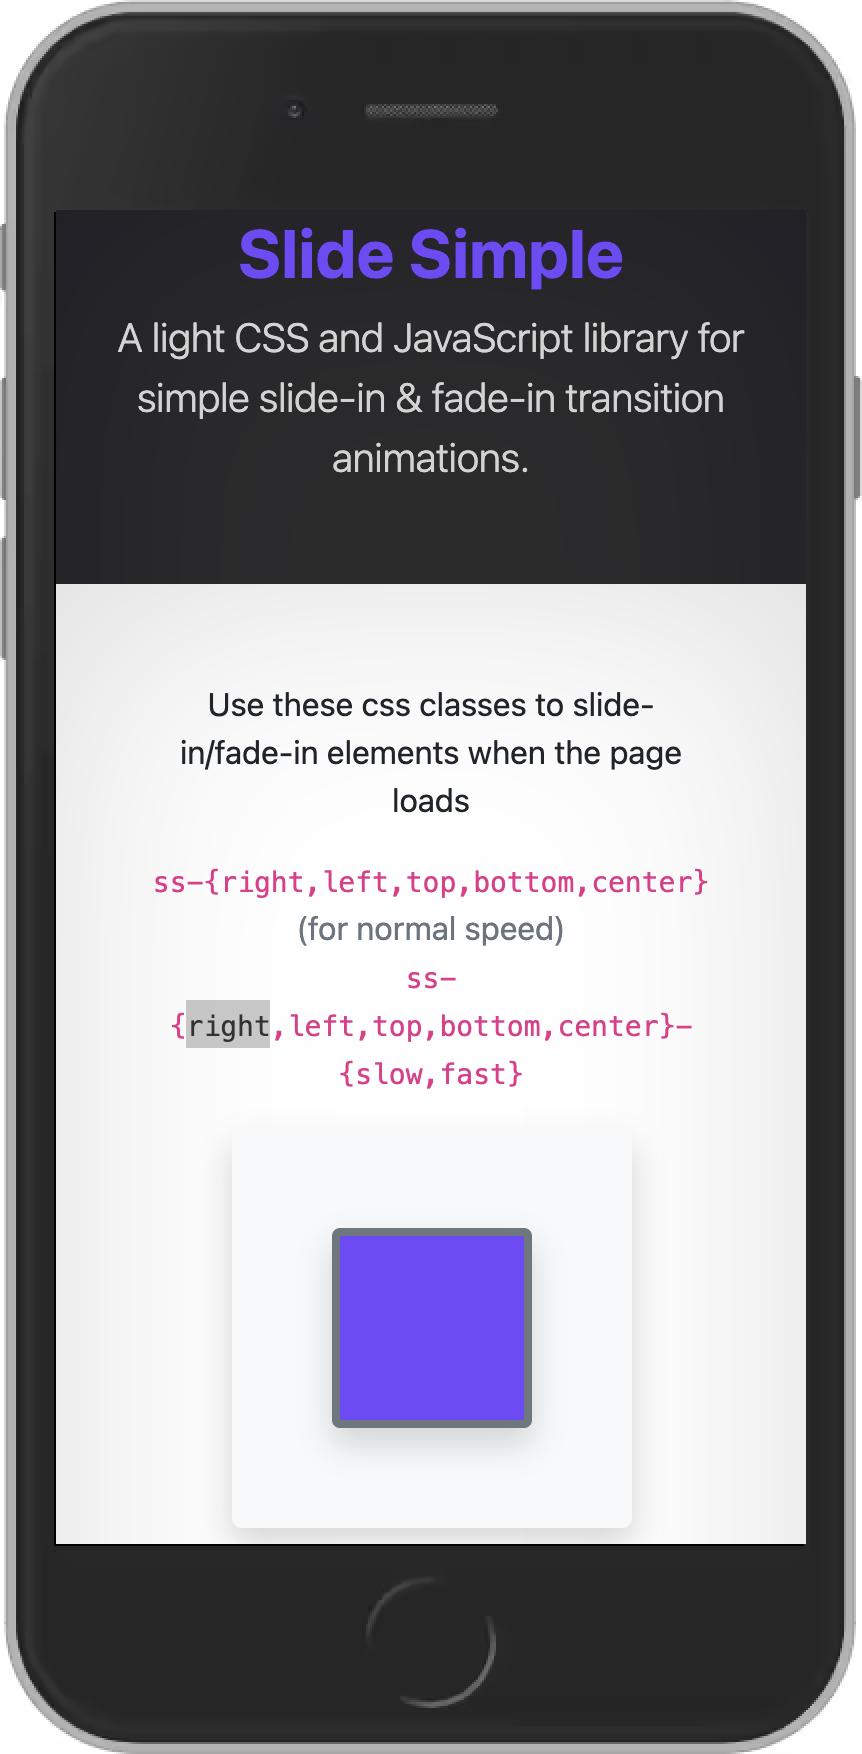 Slide Simple
A light CSS and JavaScript library for
simple slide-in & fade-in transition
animations.
Use these css classes to slide-
in/fade-in elements when the page
loads
ss-{right,left,top,bottom,center}
(for normal speed)
ss-
{right,left,top,bottom,center}-
{slow,fast}